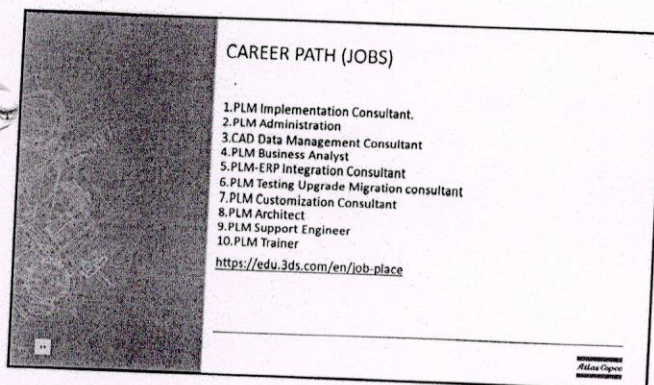 CAREER PATH (JOBS)
1.PLM Implementation Consultant.
2.PLM Administration
3.CAD Data Management Consultant
4.PLM Business Analyst
5.PLM-ERP Integration Consultant
6.PLM Testing Upgrade Migration consultant
7.PLM Customization Consultant
8.PLM Architect
9.PLM Support Engineer
10.PLM Trainer
https://edu.3ds.com/en/job-place
Atlas Copco